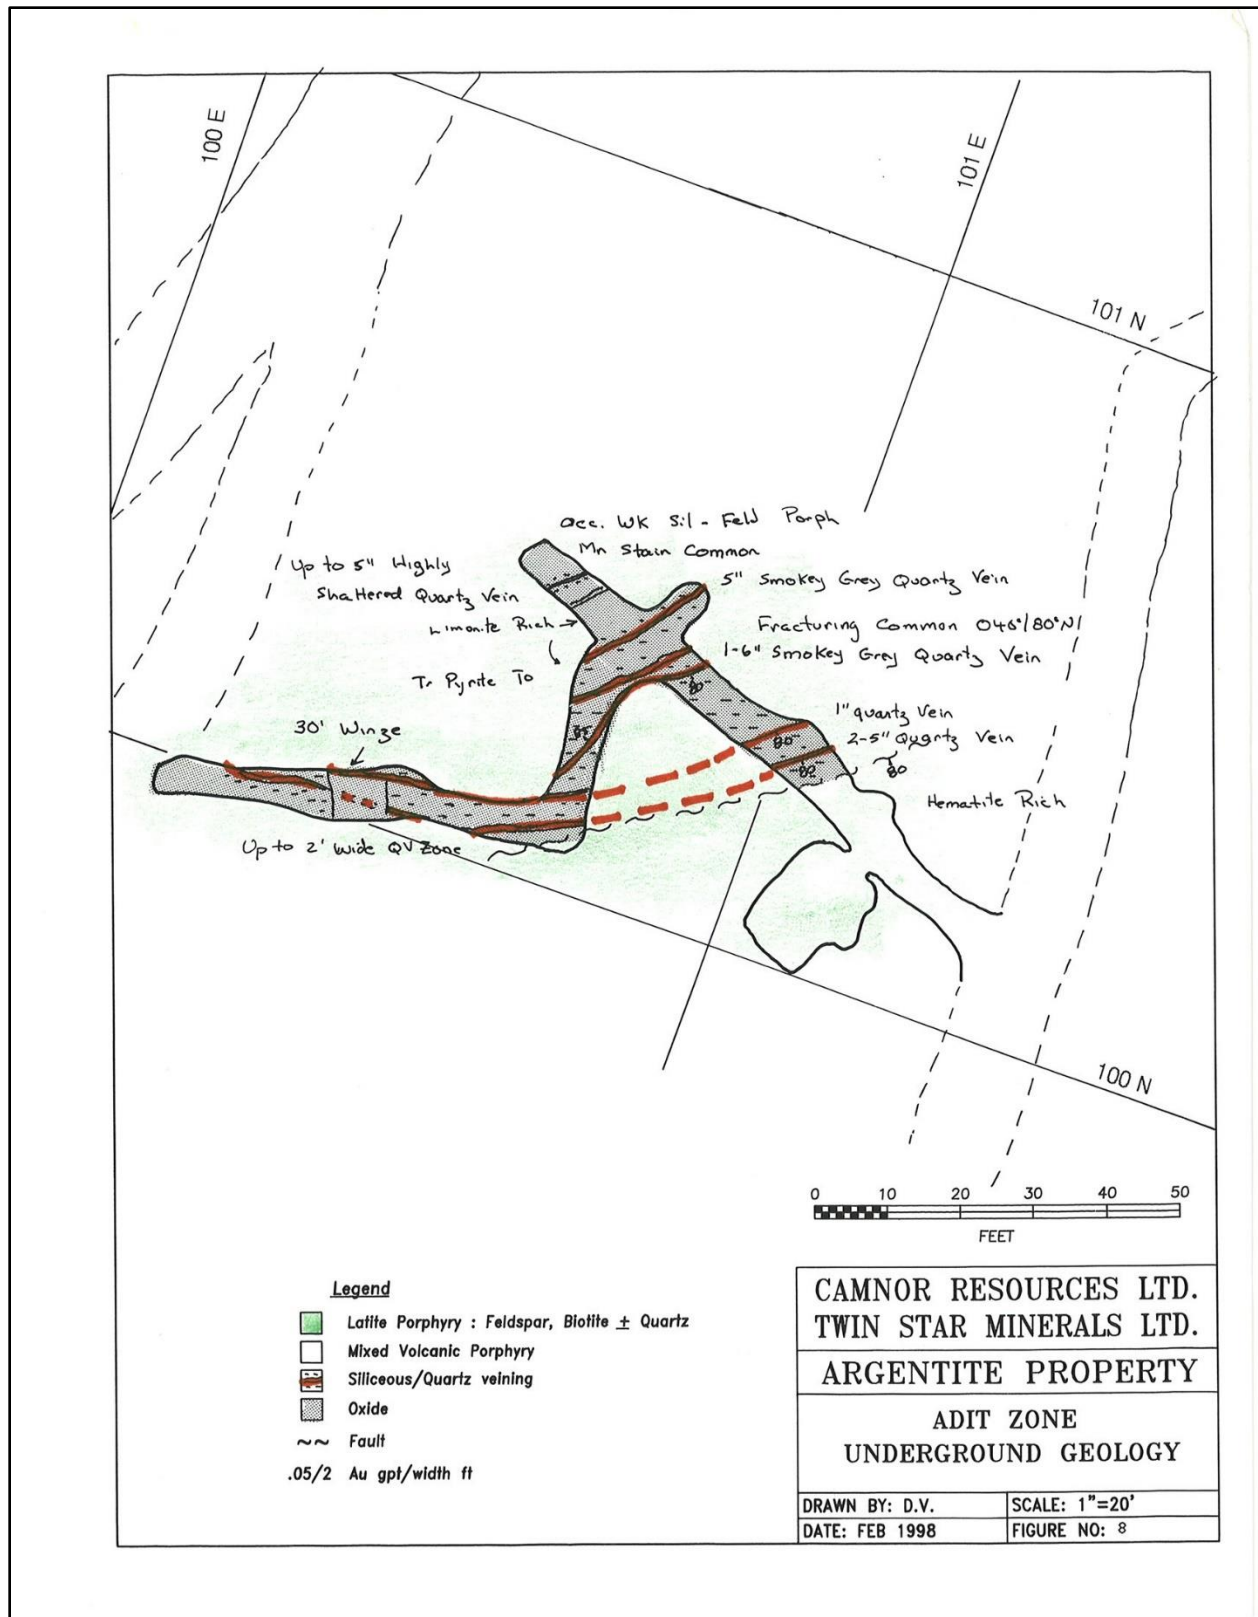 100 E
101 E
101 N
Occ. WK Sil - Feld Porph
Mn Stain Common
Up to 5" Highly
Shattered Quartz Vein
5" Smokey Grey Quartz Vein
Limonite Rich
Fracturing Common 040°/80°N
1-6" Smokey Grey Quartz Vein
Tr Pyrite To
80
1" quartz Vein
30' Winze
2-5" Quartz Vein
85
80
80
80
Hematite Rich
Up to 2' Wide QV Zone
100 N
0 10 20 30 40 50
FEET
Legend
Latite Porphyry : Feldspar, Biotite ± Quartz
Mixed Volcanic Porphyry
Siliceous/Quartz veining
Oxide
~~ Fault
.05/2 Au gpt/width ft
CAMNOR RESOURCES LTD.
TWIN STAR MINERALS LTD.
ARGENTITE PROPERTY
ADIT ZONE
UNDERGROUND GEOLOGY
DRAWN BY: D.V.
SCALE: 1"=20'
DATE: FEB 1998
FIGURE NO: 8